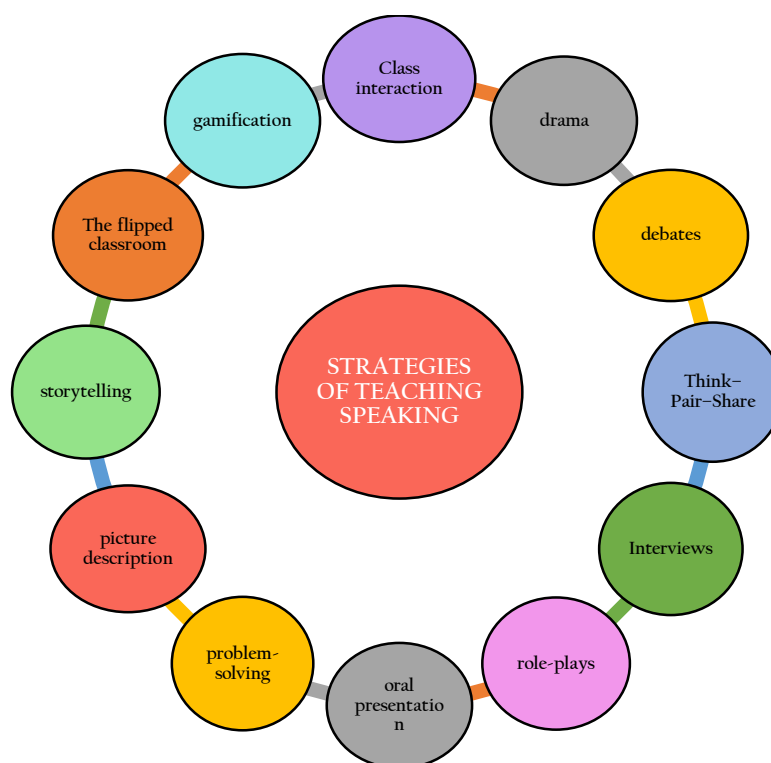 Class
interaction
drama
debates
Think–
Pair–Share
Interviews
role-plays
oral
presentatio
n
problem-
solving
picture
description
storytelling
The flipped
classroom
gamification
STRATEGIES
OF TEACHING
SPEAKING